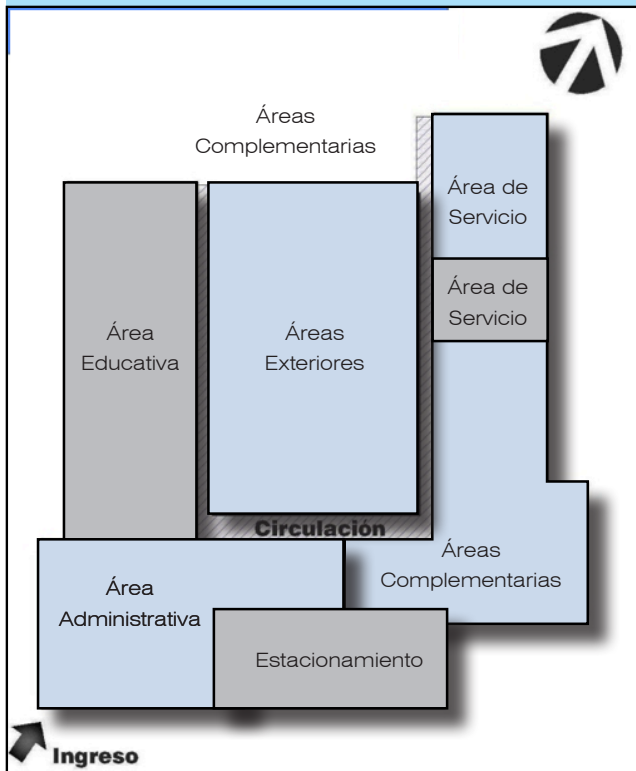 Áreas
Complementarias
Área de
Servicio
Área de
Servicio
Área
Educativa
Áreas
Exteriores
Circulación
Áreas
Complementarias
Área
Administrativa
Estacionamiento
Ingreso